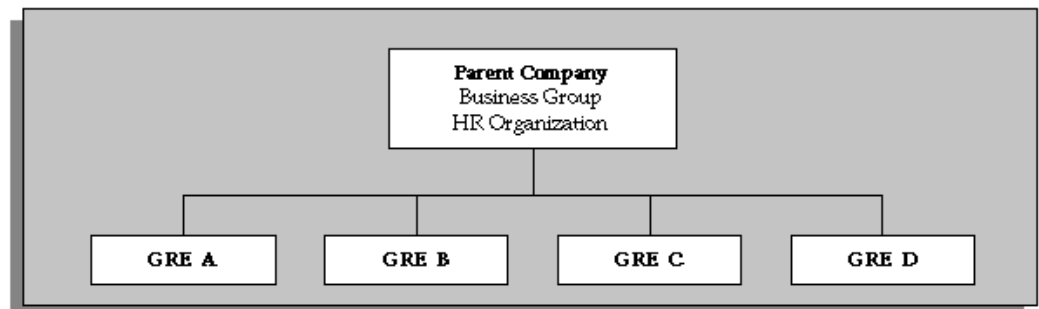 Parent Company
Business Group
HR Organization
GRE A
GRE B
GRE C
GRE D